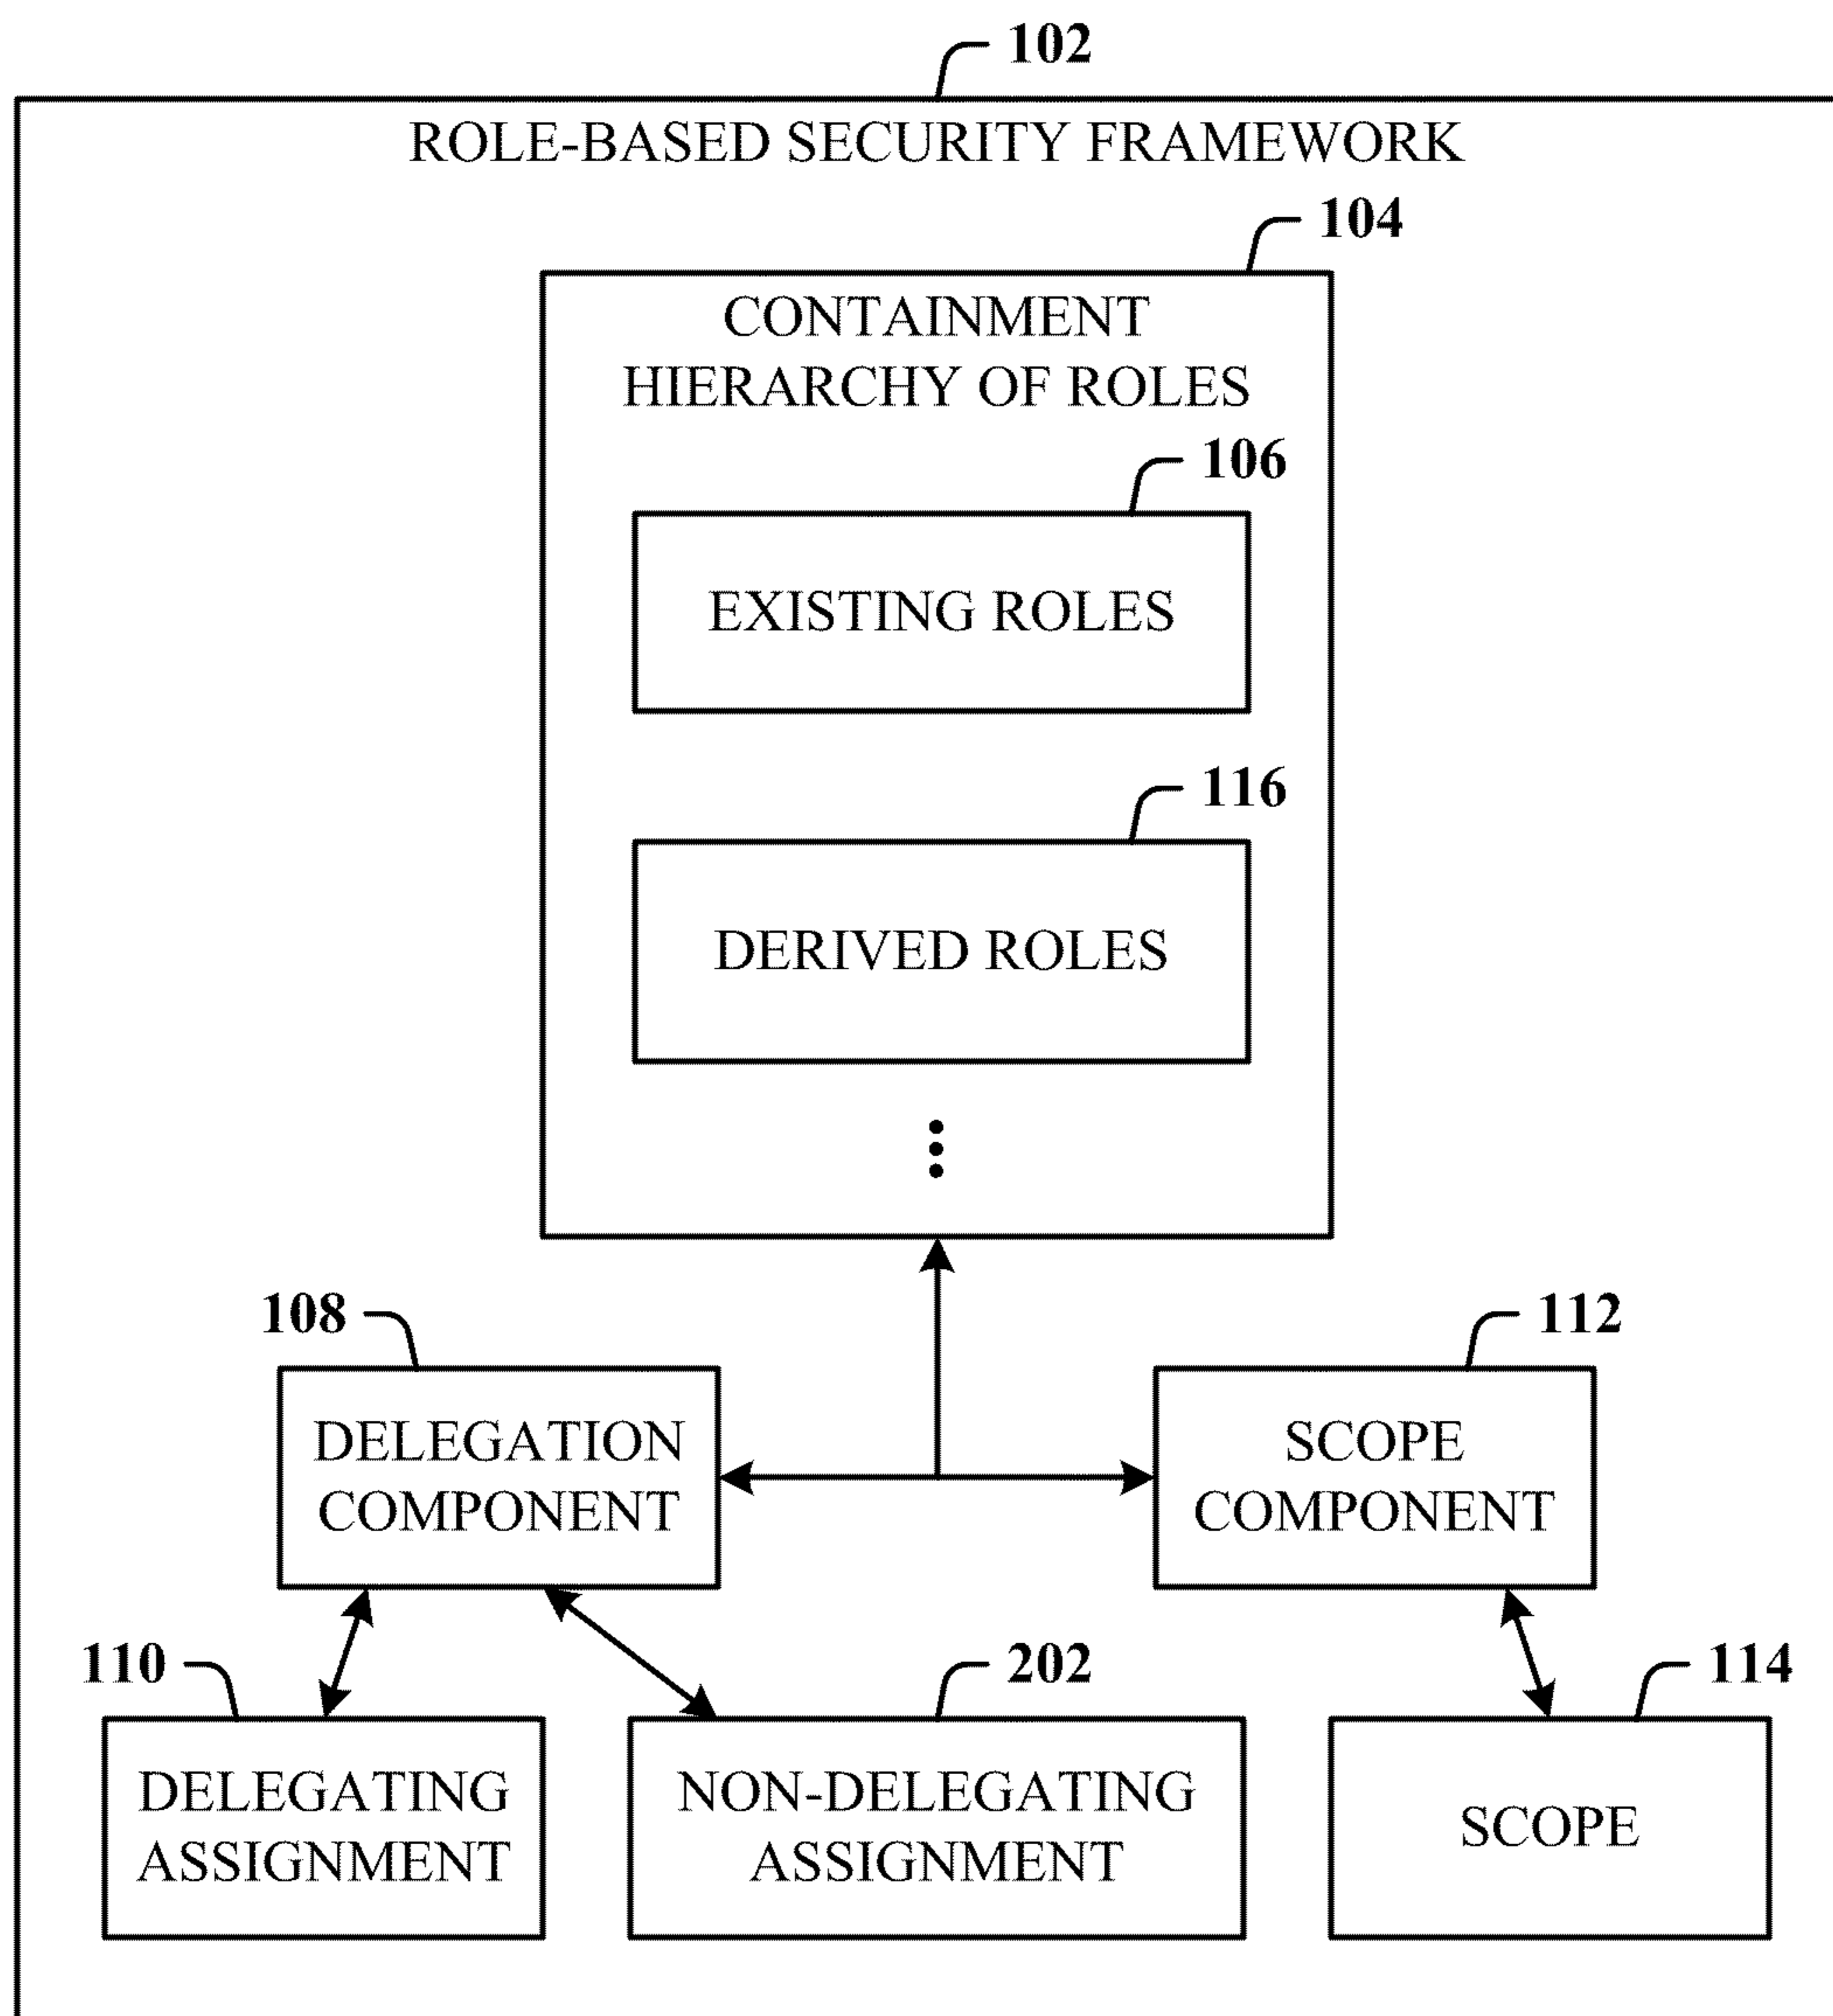 102
ROLE-BASED SECURITY FRAMEWORK
104
CONTAINMENT
HIERARCHY OF ROLES
106
EXISTING ROLES
116
DERIVED ROLES
108
112
DELEGATION
COMPONENT
SCOPE
COMPONENT
110
202
114
DELEGATING
ASSIGNMENT
NON-DELEGATING
ASSIGNMENT
SCOPE